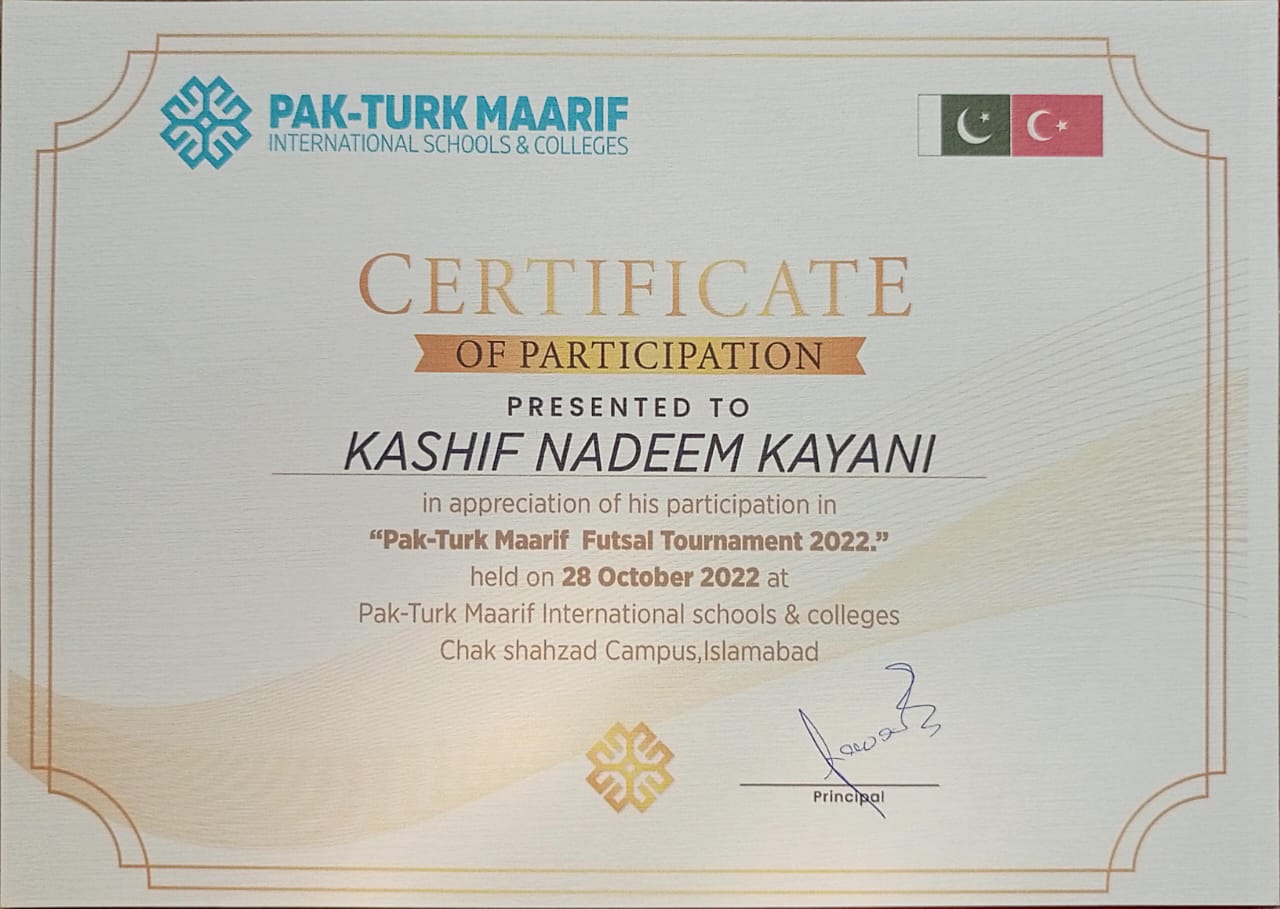 PAK-TURK MAARIF
INTERNATIONAL SCHOOLS & COLLEGES
CERTIFICATE
OF PARTICIPATION
PRESENTED TO
KASHIF NADEEM KAYANI
in appreciation of his participation in
“Pak-Turk Maarif Futsal Tournament 2022.”
held on 28 October 2022 at
Pak-Turk Maarif International schools & colleges
Chak shahzad Campus,Islamabad
Principal